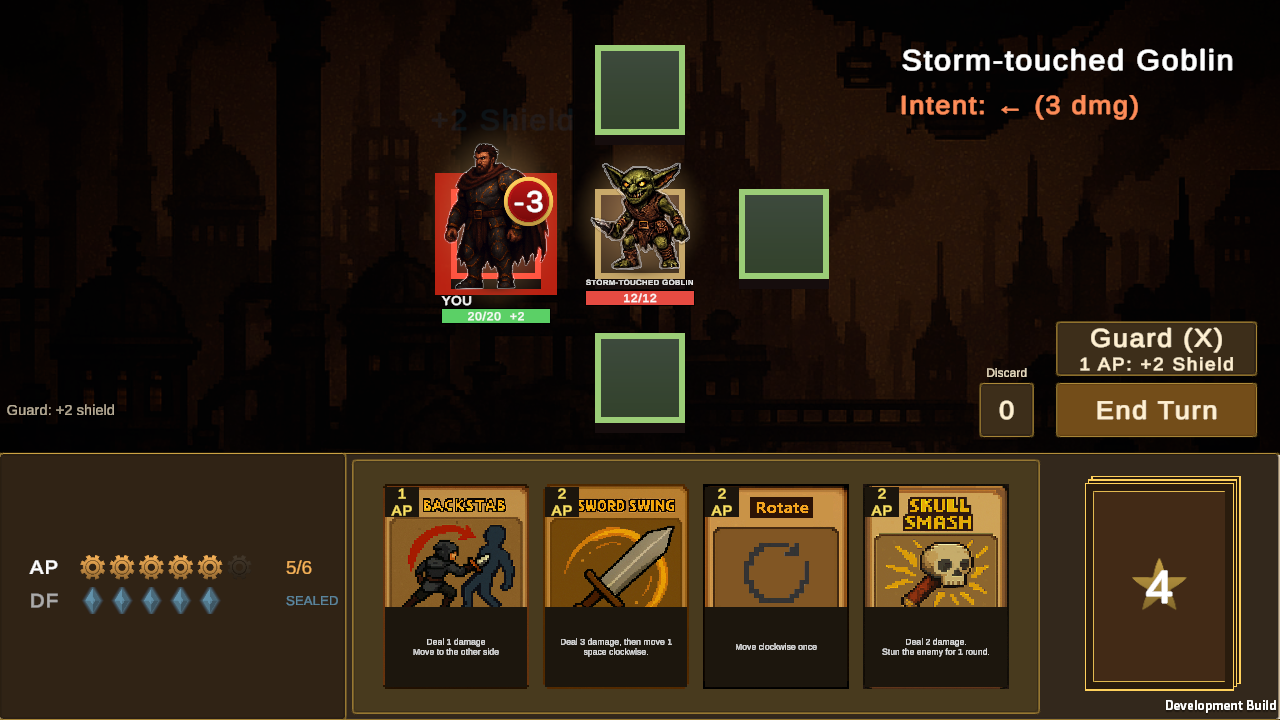 Storm-touched Goblin
Intent: ← (3 dmg)
+2 Shield
-3
STORM-TOUCHED GOBLIN
12/12
YOU
20/20 +2
Guard (X)
1 AP: +2 Shield
Discard
0
End Turn
Guard: +2 shield
AP
5/6
DF
SEALED
1
AP
BACKSTAB
Deal 1 damage
Move to the other side
2
AP
SWORD SWING
Deal 3 damage, then move 1
space clockwise.
2
AP
Rotate
Move clockwise once
2
AP
SKULL
SMASH
Deal 2 damage.
Stun the enemy for 1 round.
4
Development Build